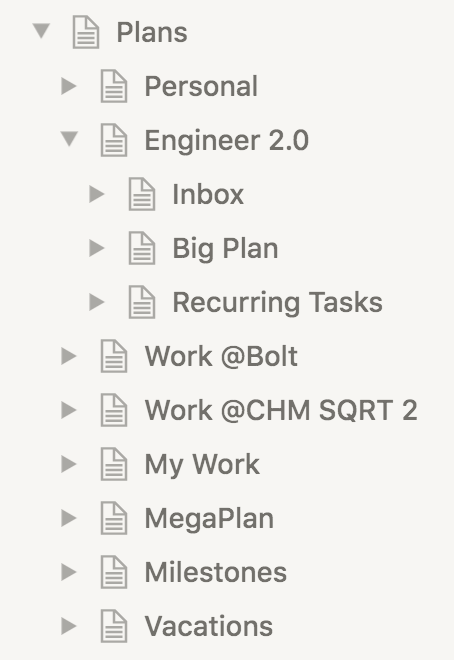 Plans
Personal
Engineer 2.0
Inbox
Big Plan
Recurring Tasks
Work @Bolt
Work @CHM SQRT 2
My Work
MegaPlan
Milestones
Vacations